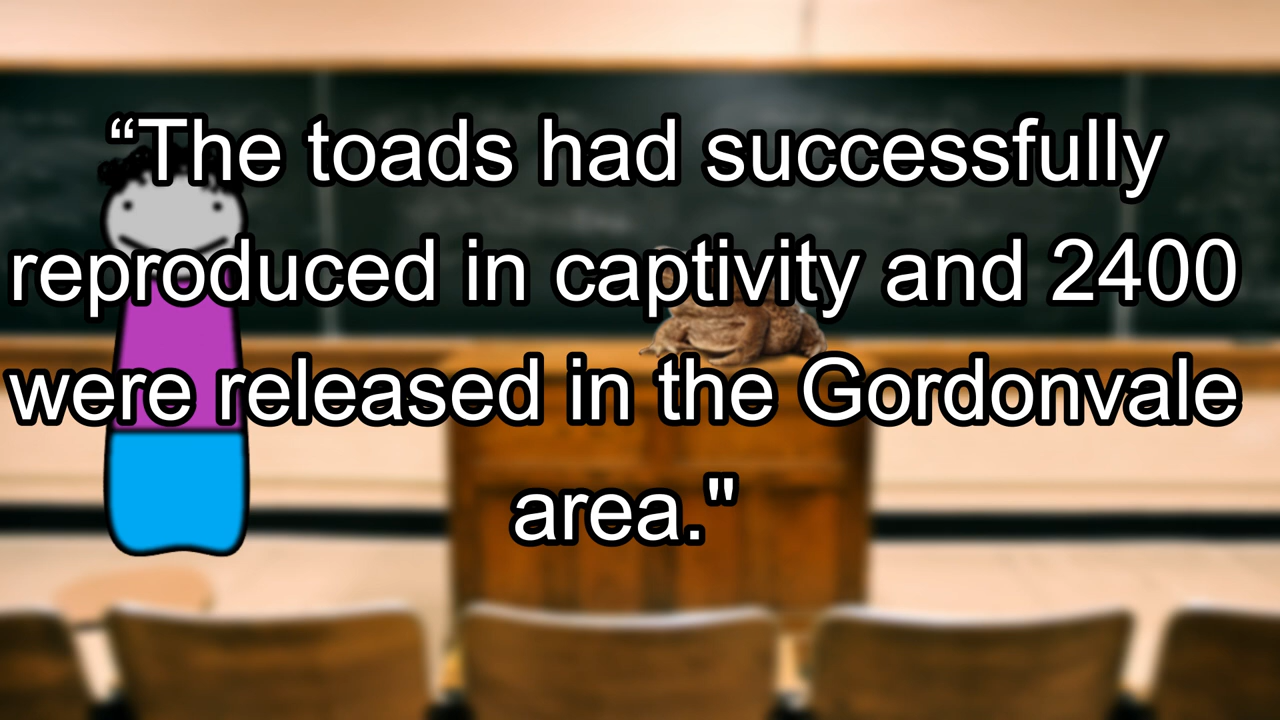 “The toads had successfully
reproduced in captivity and 2400
were released in the Gordonvale
area."